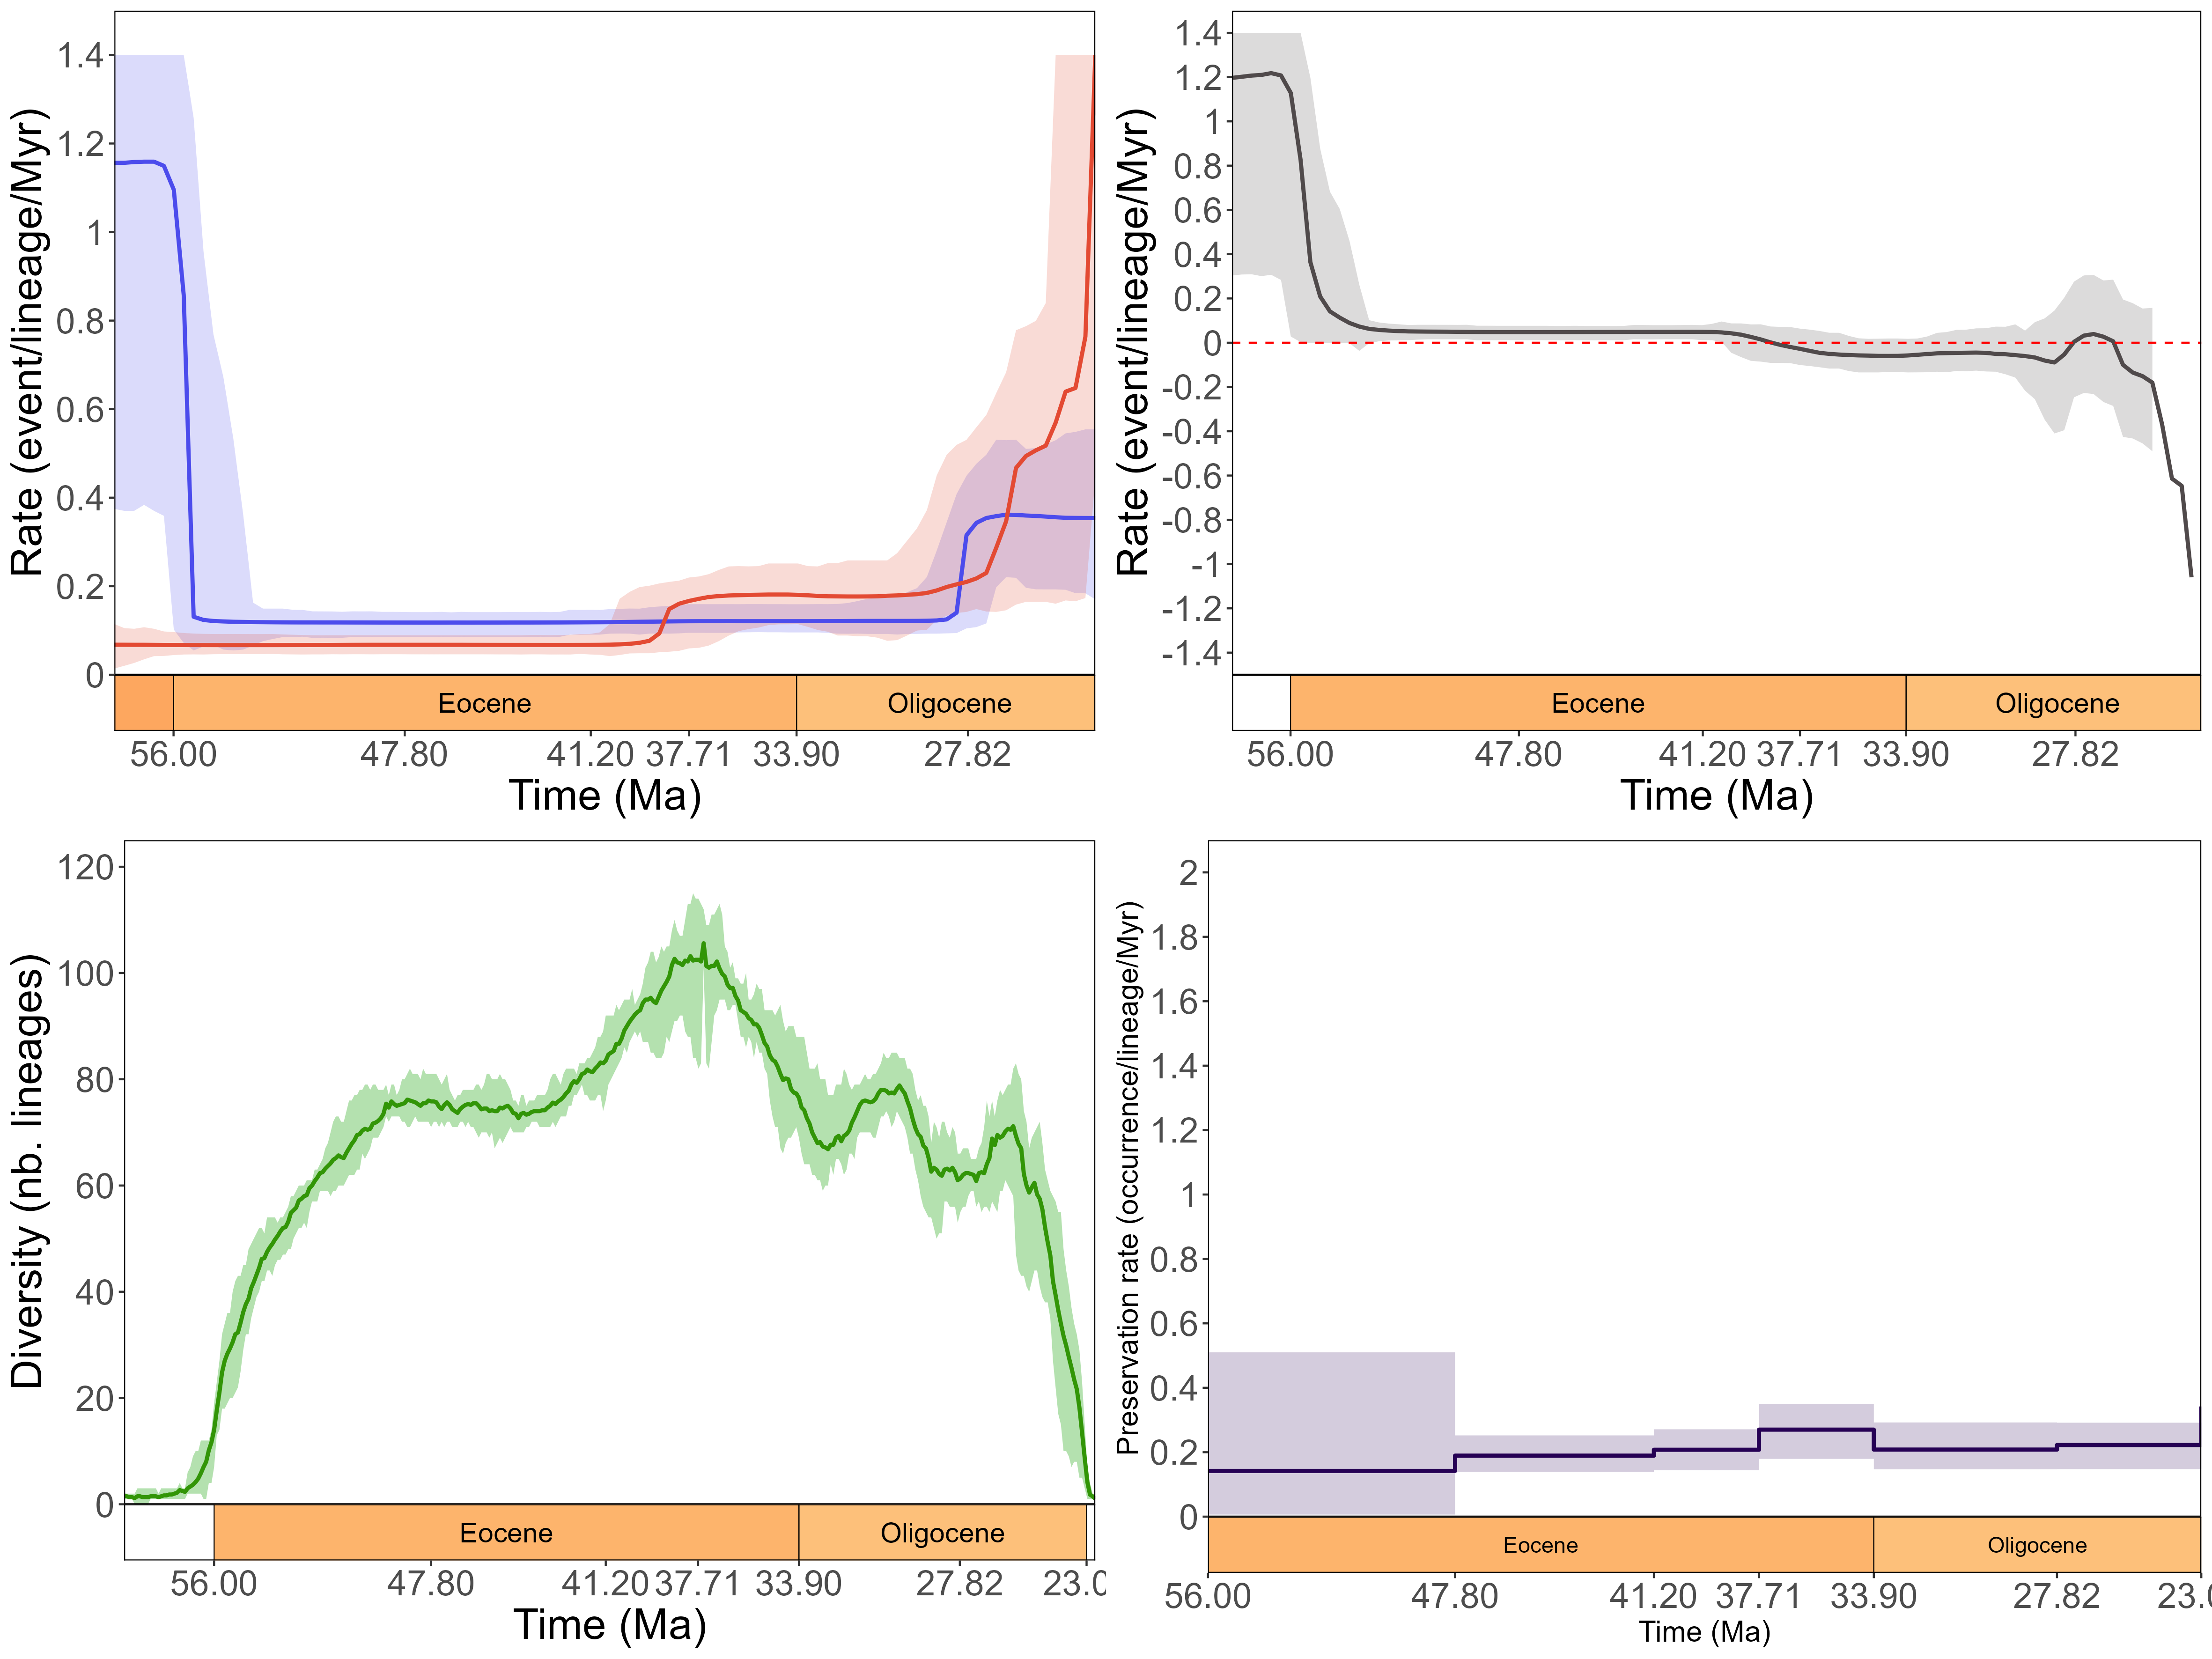 Rate (event/lineage/Myr)
1.4
1.2
1
0.8
0.6
0.4
0.2
0
Eocene Oligocene
56.00 47.80 41.20 37.71 33.90 27.82
Time (Ma)
Rate (event/lineage/Myr)
1.4
1.2
1
0.8
0.6
0.4
0.2
0
-0.2
-0.4
-0.6
-0.8
-1
-1.2
-1.4
Eocene Oligocene
56.00 47.80 41.20 37.71 33.90 27.82
Time (Ma)
Diversity (nb. lineages)
120
100
80
60
40
20
0
Eocene Oligocene
56.00 47.80 41.20 37.71 33.90 27.82 23.0
Time (Ma)
Preservation rate (occurrence/lineage/Myr)
2
1.8
1.6
1.4
1.2
1
0.8
0.6
0.4
0.2
0
Eocene Oligocene
56.00 47.80 41.20 37.71 33.90 27.82 23.0
Time (Ma)